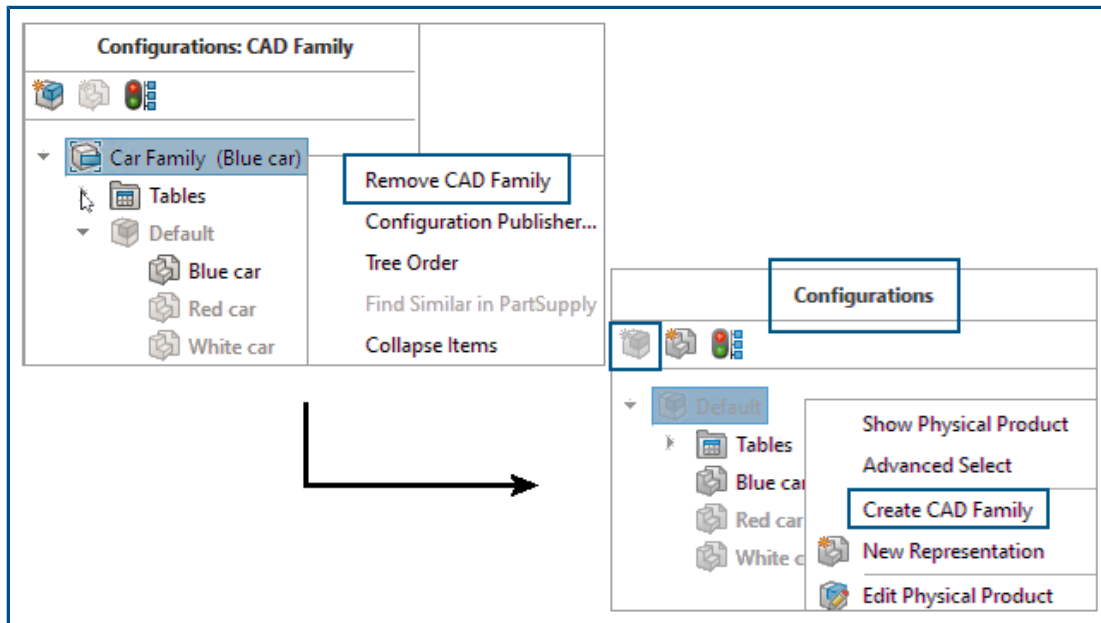 Configurations: CAD Family
Car Family (Blue car)
Tables
Default
Blue car
Red car
White car
Remove CAD Family
Configuration Publisher...
Tree Order
Find Similar in PartSupply
Collapse Items
Configurations
Default
Tables
Blue car
Red car
White c
Show Physical Product
Advanced Select
Create CAD Family
New Representation
Edit Physical Product